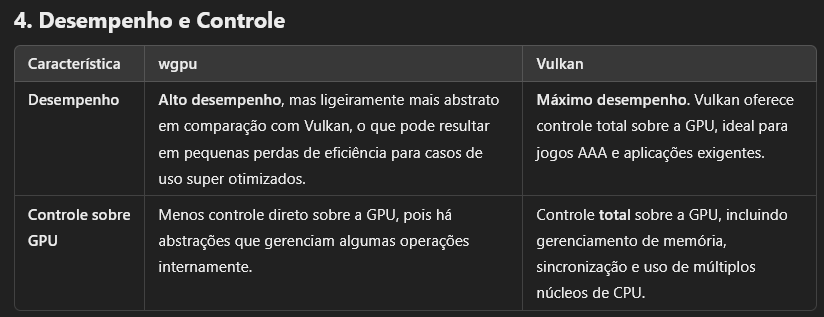 4. Desempenho e Controle
Característica wgpu Vulkan
Desempenho
Alto desempenho, mas ligeiramente mais abstrato
em comparação com Vulkan, o que pode resultar
em pequenas perdas de eficiência para casos de
uso super otimizados.
Máximo desempenho. Vulkan oferece
controle total sobre a GPU, ideal para
jogos AAA e aplicações exigentes.
Controle sobre
GPU
Menos controle direto sobre a GPU, pois há
abstrações que gerenciam algumas operações
internamente.
Controle total sobre a GPU, incluindo
gerenciamento de memória,
sincronização e uso de múltiplos
núcleos de CPU.